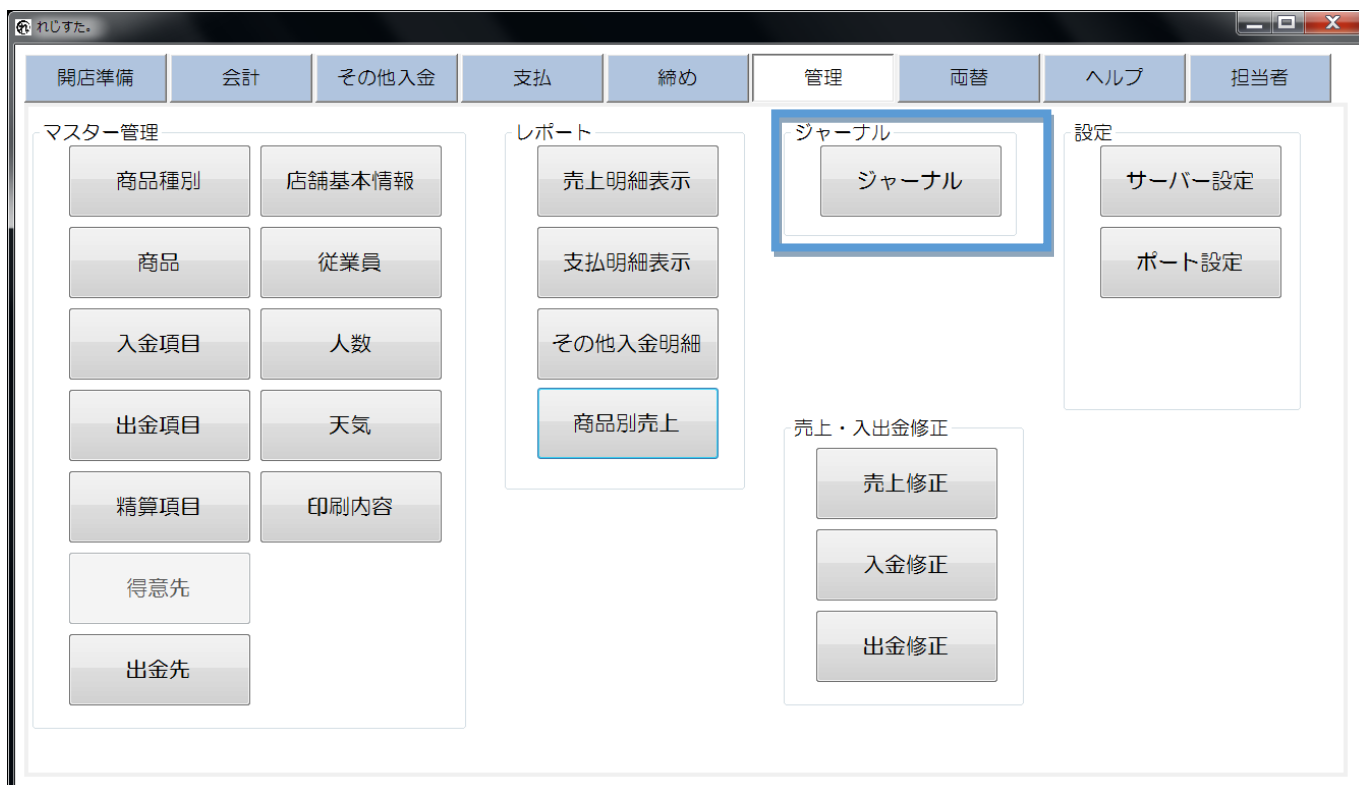 れじすた。
開店準備
会計
その他入金
支払
締め
管理
両替
ヘルプ
担当者
マスター管理
商品種別
店舗基本情報
商品
従業員
入金項目
人数
出金項目
天気
精算項目
印刷内容
得意先
出金先
レポート
売上明細表示
支払明細表示
その他入金明細
商品別売上
ジャーナル
ジャーナル
売上・入出金修正
売上修正
入金修正
出金修正
設定
サーバー設定
ポート設定